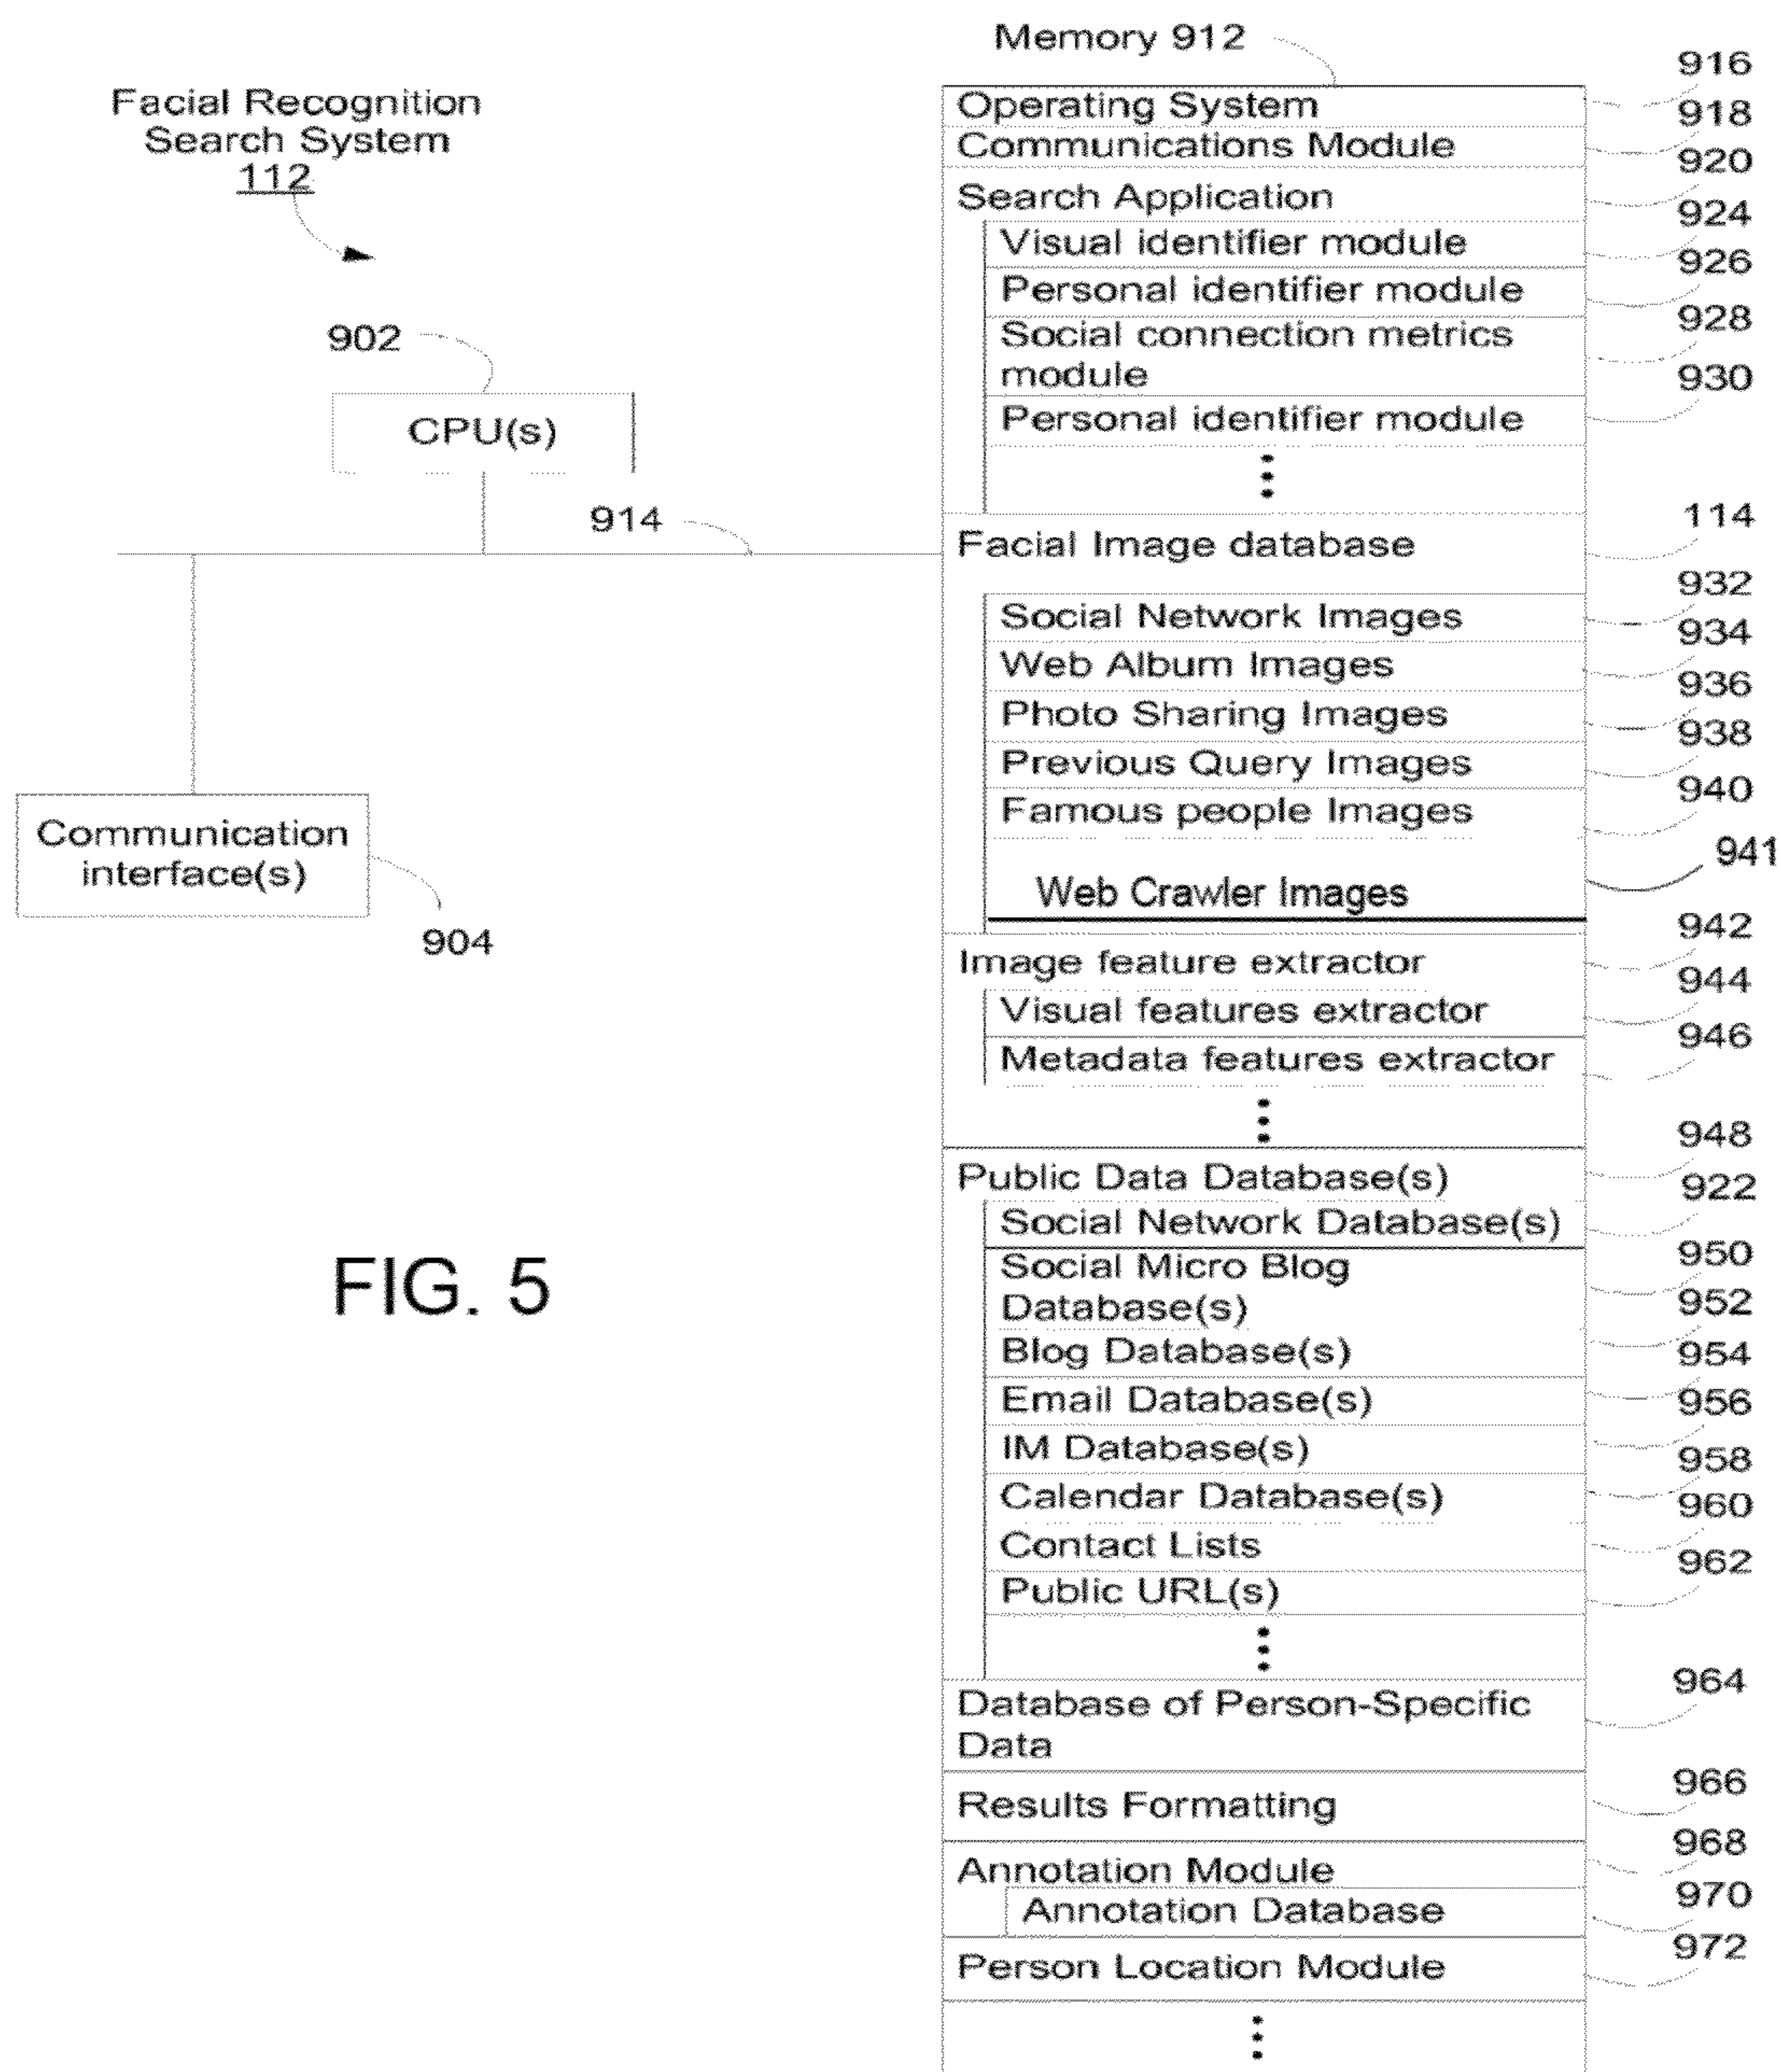 Memory 912
Facial Recognition
Search System
112
902
CPU(s)
914
Communication
interface(s)
904
FIG. 5
Operating System 916
Communications Module 918
Search Application 920
Visual identifier module 924
Personal identifier module 926
Social connection metrics 928
module
Personal identifier module 930
Facial Image database 114
Social Network Images 932
Web Album Images 934
Photo Sharing Images 936
Previous Query Images 938
Famous people Images 940
Web Crawler Images 941
Image feature extractor 942
Visual features extractor 944
Metadata features extractor 946
Public Data Database(s) 948
Social Network Database(s) 922
Social Micro Blog 950
Database(s)
Blog Database(s) 952
Email Database(s) 954
IM Database(s) 956
Calendar Database(s) 958
Contact Lists 960
Public URL(s) 962
Database of Person-Specific 964
Data
Results Formatting 966
Annotation Module 968
Annotation Database 970
Person Location Module 972